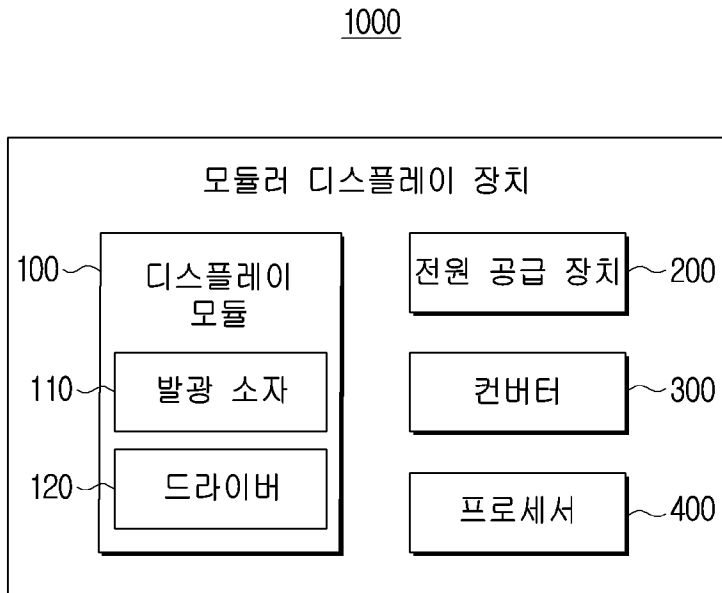 1000
모듈러 디스플레이 장치
100
디스플레이
모듈
110
발광 소자
120
드라이버
전원 공급 장치
200
컨버터
300
프로세서
400